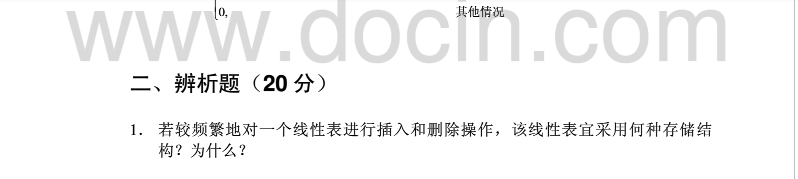 0,
其他情况
www.docin.com
二、辨析题（20 分）
1. 若较频繁地对一个线性表进行插入和删除操作，该线性表宜采用何种存储结
构？为什么？